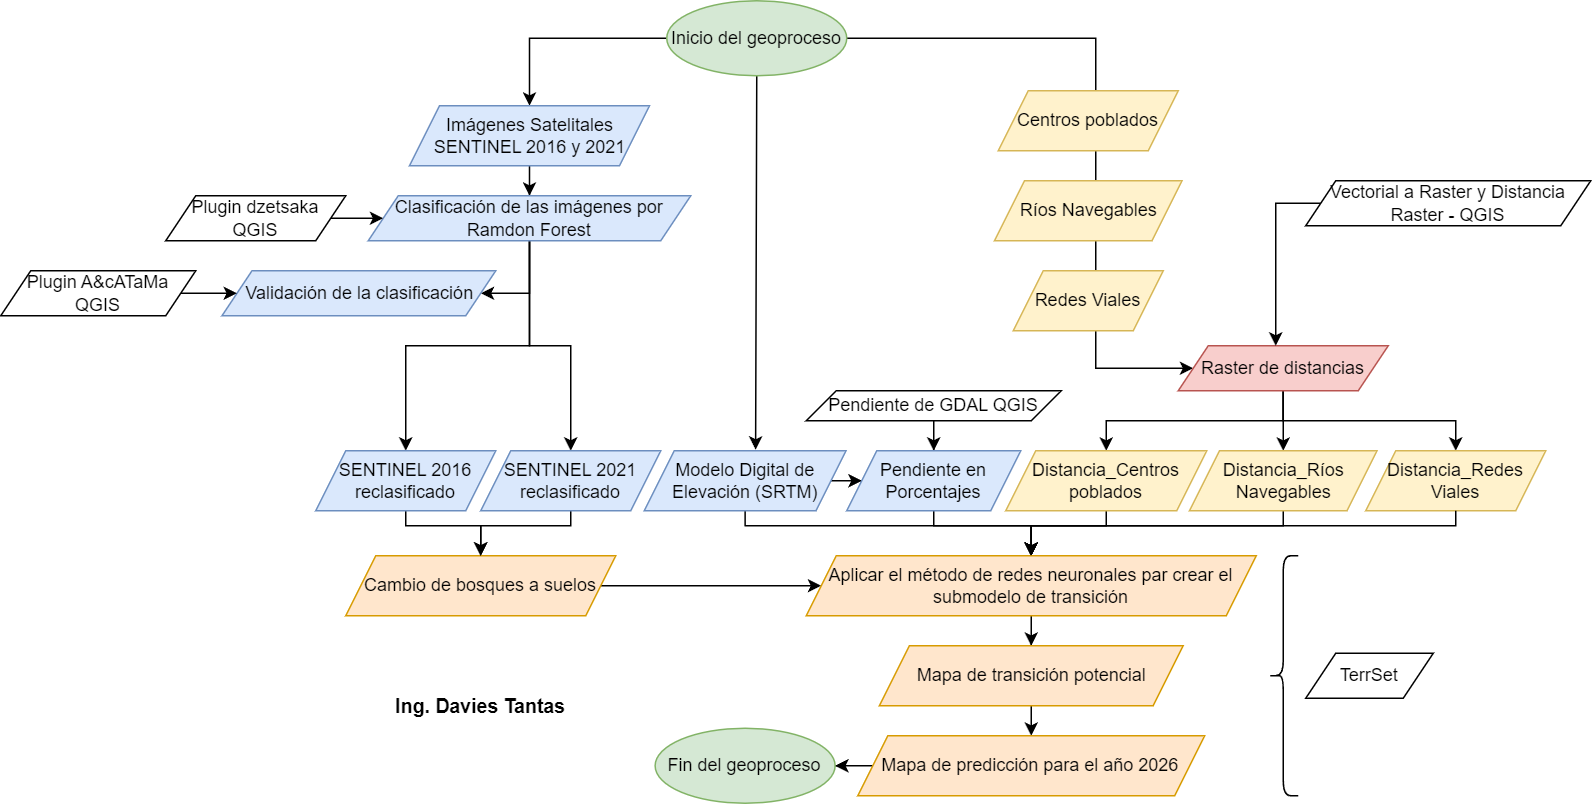 Inicio del geoproceso
Imágenes Satelitales
SENTINEL 2016 y 2021
Centros poblados
Plugin dzetsaka
QGIS
Clasificación de las imágenes por
Ramdon Forest
Ríos Navegables
Vectorial a Raster y Distancia
Raster - QGIS
Plugin A&cATaMa
QGIS
Validación de la clasificación
Redes Viales
Raster de distancias
Pendiente de GDAL QGIS
SENTINEL 2016
reclasificado
SENTINEL 2021
reclasificado
Modelo Digital de
Elevación (SRTM)
Pendiente en
Porcentajes
Distancia_Centros
poblados
Distancia_Ríos
Navegables
Distancia_Redes
Viales
Cambio de bosques a suelos
Aplicar el método de redes neuronales par crear el
submodelo de transición
Mapa de transición potencial
TerrSet
Ing. Davies Tantas
Fin del geoproceso
Mapa de predicción para el año 2026